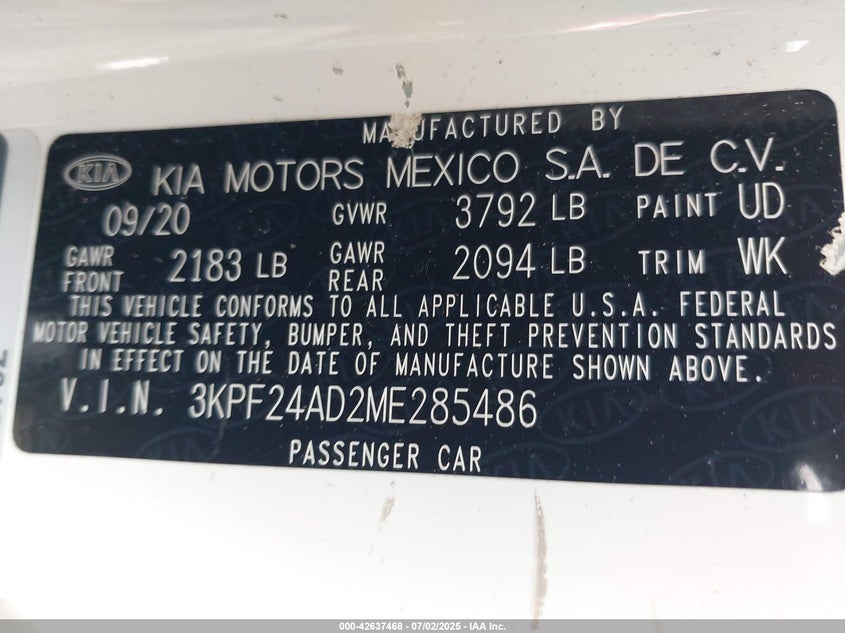 MANUFACTURED BY
KIA KIA MOTORS MEXICO S.A. DE C.V.
09/20 GVWR 3792 LB PAINT UD
GAWR FRONT 2183 LB GAWR REAR 2094 LB TRIM WK
THIS VEHICLE CONFORMS TO ALL APPLICABLE U.S.A. FEDERAL
MOTOR VEHICLE SAFETY, BUMPER, AND THEFT PREVENTION STANDARDS
IN EFFECT ON THE DATE OF MANUFACTURE SHOWN ABOVE.
V.I.N. 3KPF24AD2ME285486
PASSENGER CAR
000-42637468 - 07/02/2025 - IAA Inc.